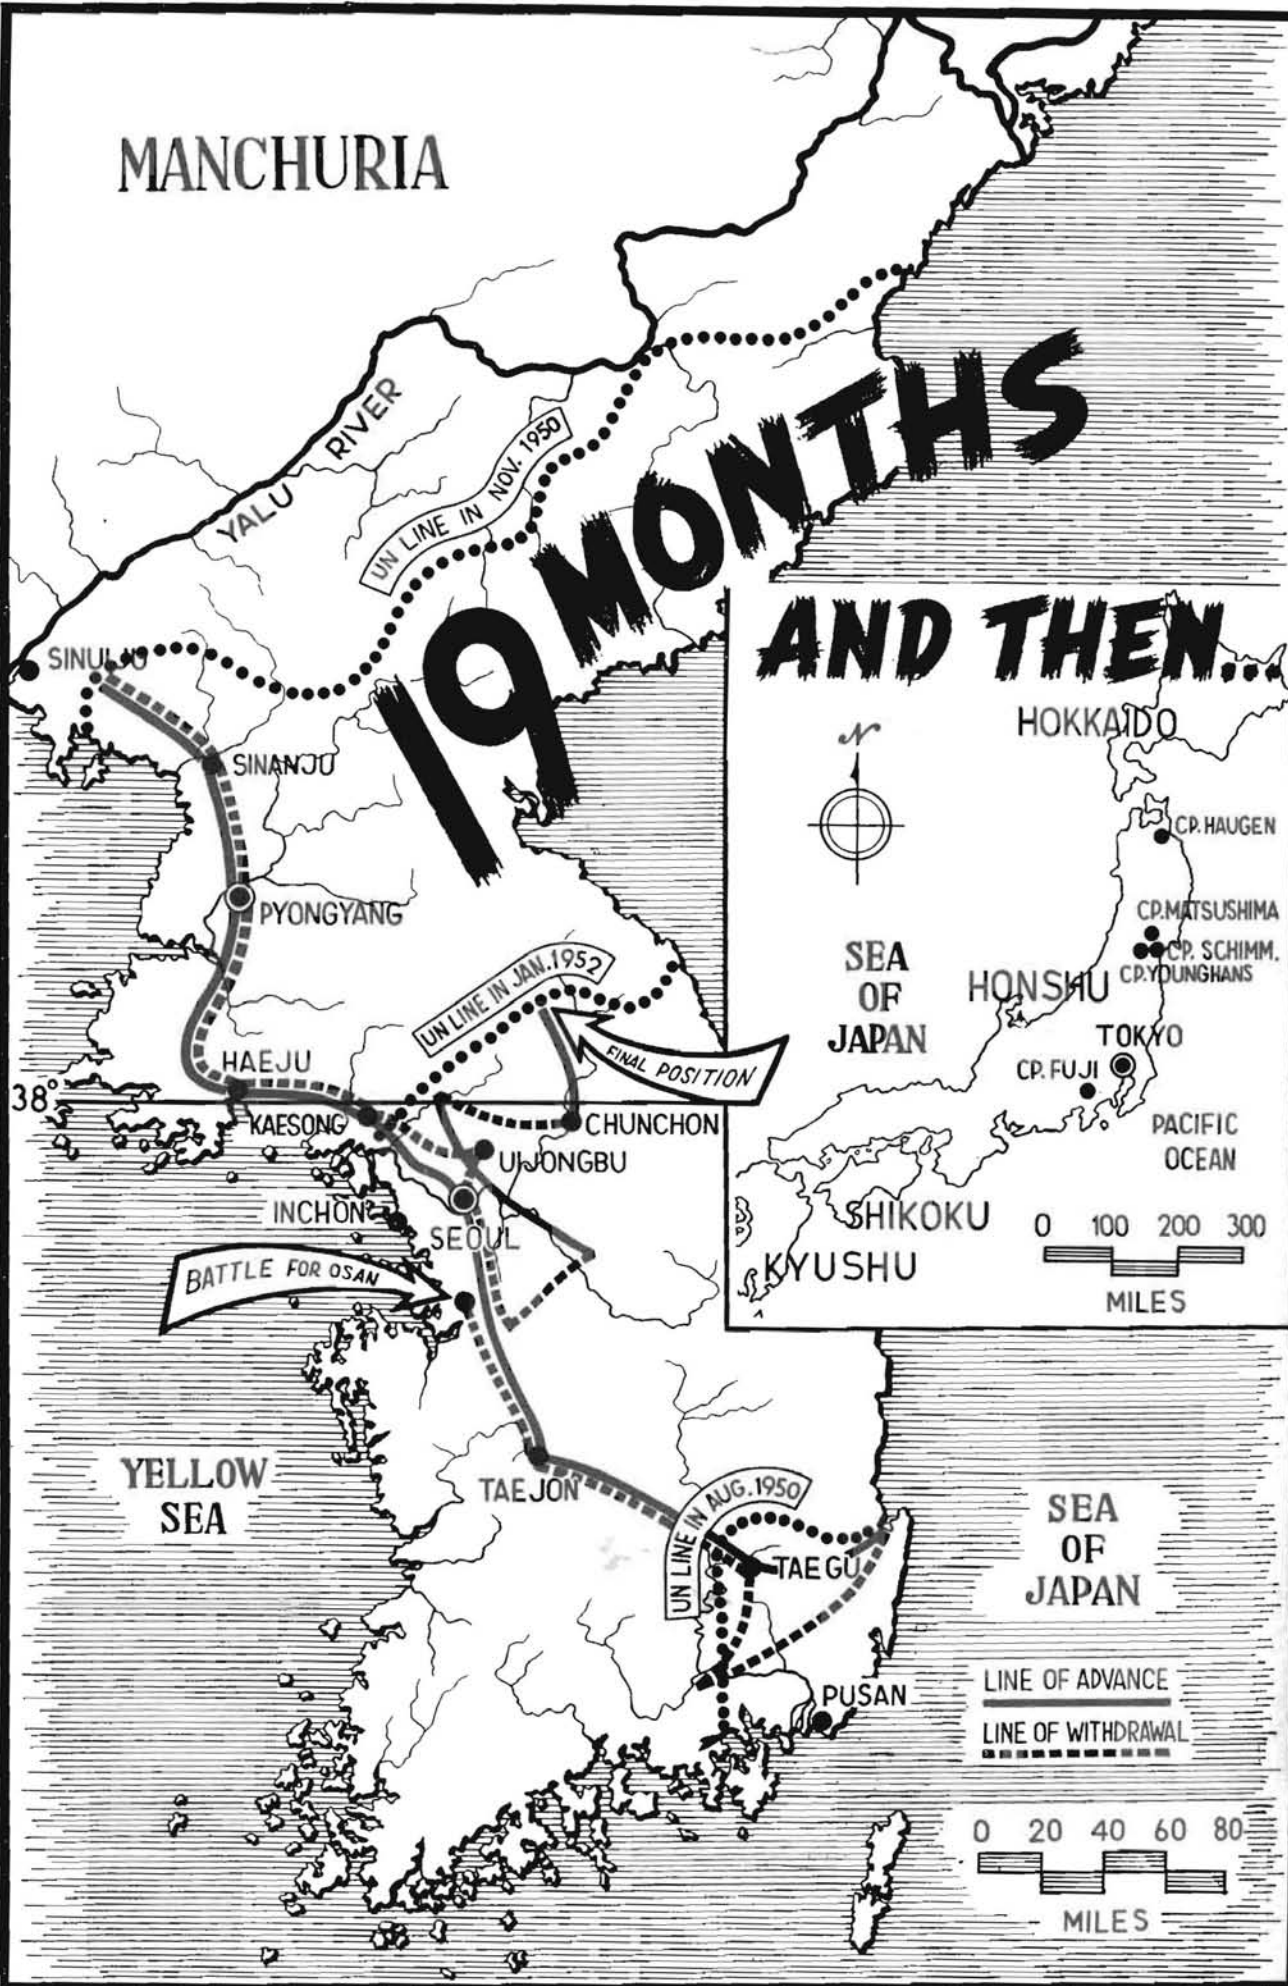 MANCHURIA
YALU RIVER
UN LINE IN NOV. 1950
19 MONTHS
AND THEN....
SINUIJU
SINANJU
PYONGYANG
UN LINE IN JAN. 1952
FINAL POSITION
HAEJU
38°
KAESONG
CHUNCHON
UIJONGBU
INCHON
SEOUL
BATTLE FOR OSAN
N
HOKKAIDO
CP. HAUGEN
CP. MATSUSHIMA
CP. SCHIMM.
CP. YOUNGHANS
SEA
OF
JAPAN
HONSHU
TOKYO
CP. FUJI
PACIFIC
OCEAN
SHIKOKU
KYUSHU
0 100 200 300
MILES
YELLOW
SEA
TAEJON
UN LINE IN AUG. 1950
TAEGU
SEA
OF
JAPAN
PUSAN
LINE OF ADVANCE
LINE OF WITHDRAWAL
0 20 40 60 80
MILES